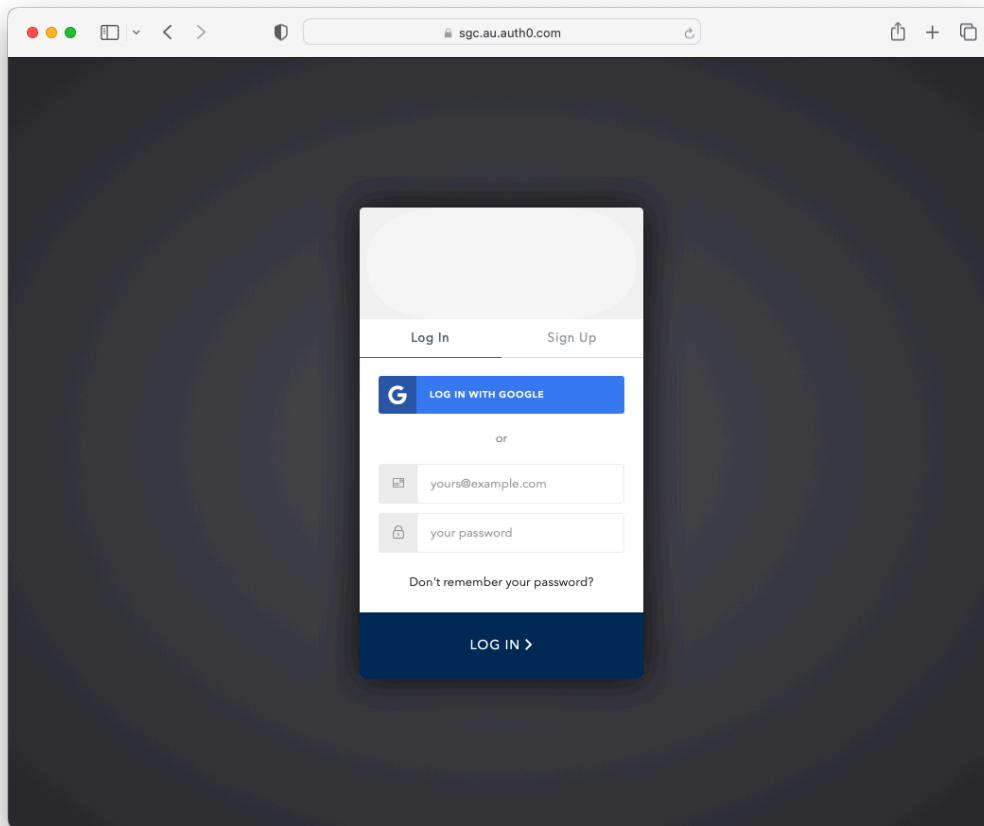 sgc.au.auth0.com
Log In Sign Up
G LOG IN WITH GOOGLE
or
yours@example.com
your password
Don't remember your password?
LOG IN